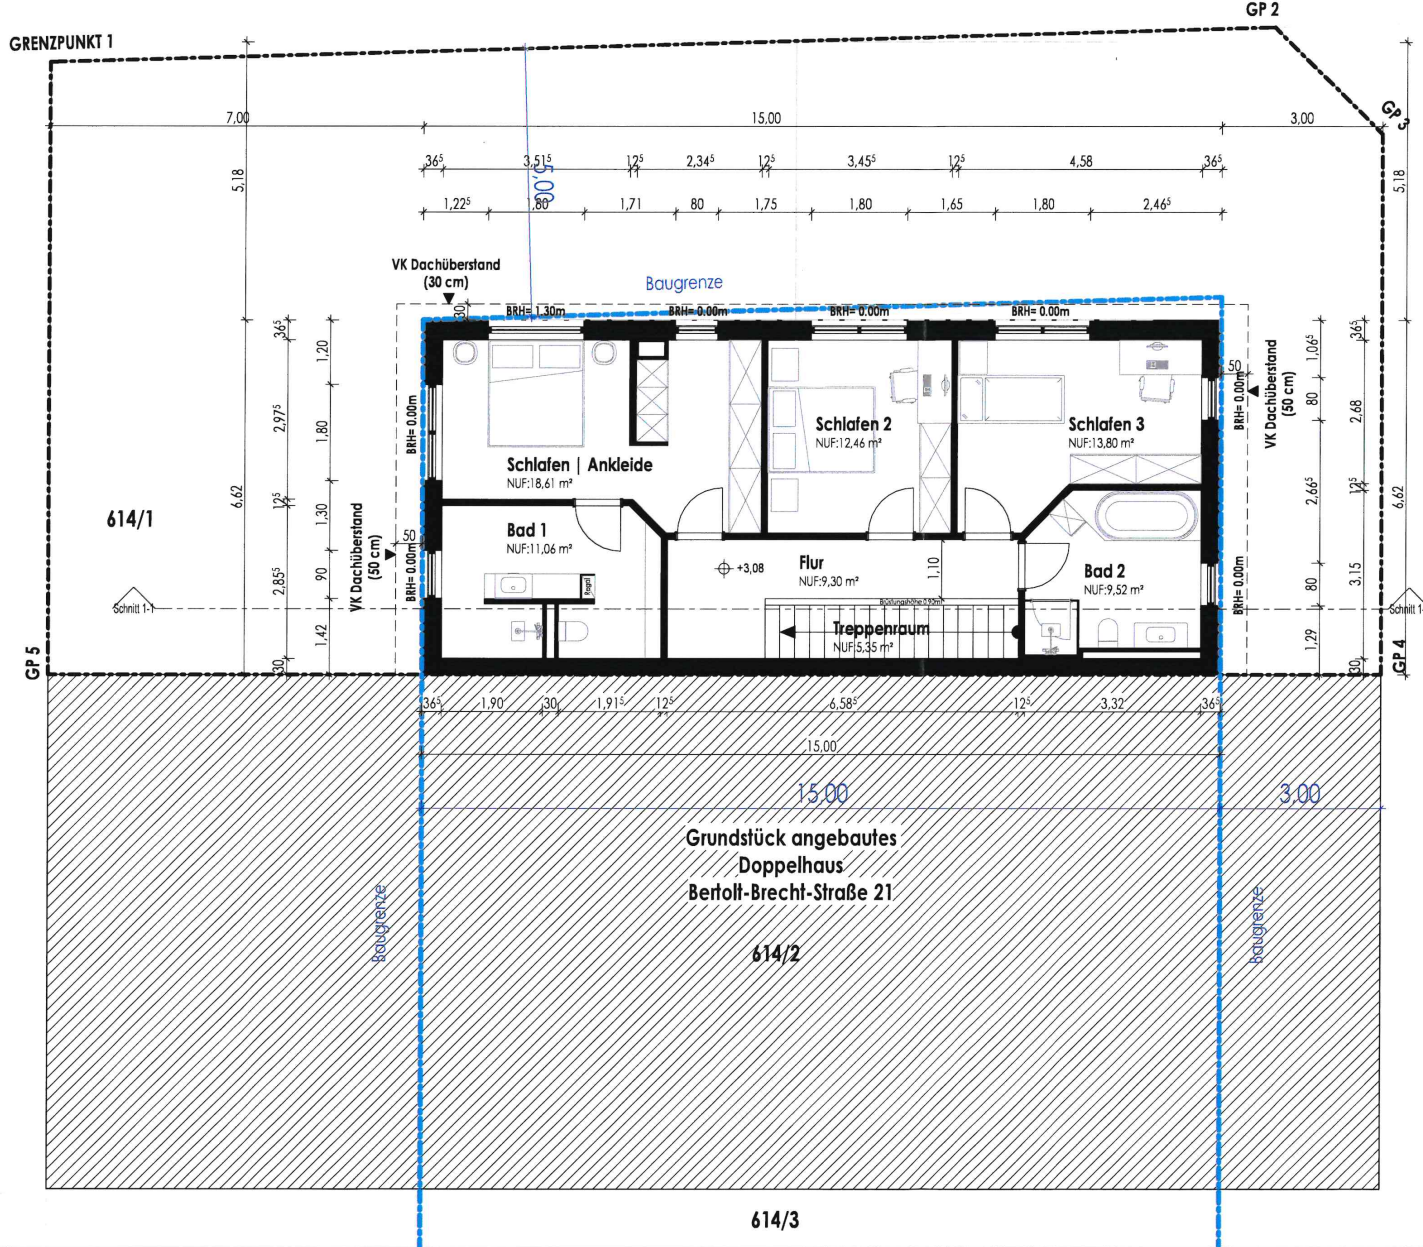 GP 2
GRENZPUNKT 1
GP 3
7,00
15,00
3,00
36⁵
3,51⁵
12⁵
2,34⁵
12⁵
3,45⁵
12⁵
4,58
36⁵
5,18
5,00
5,18
1,22⁵
1,80
1,71
80
1,75
1,80
1,65
1,80
2,46⁵
VK Dachüberstand
(30 cm)
Baugrenze
30
BRH= 1.30m
BRH= 0.00m
BRH= 0.00m
BRH= 0.00m
36⁵
1,20
2,97⁵
1,80
BRH= 0.00m
6,62
12⁵
1,30
614/1
VK Dachüberstand
(50 cm)
50
2,85⁵
90
BRH= 0.00m
1,42
30
Schnitt 1-1
GP 5
Schlafen | Ankleide
NUF:18,61 m²
Schlafen 2
NUF:12,46 m²
Schlafen 3
NUF:13,80 m²
Bad 1
NUF:11,06 m²
Regal
+3,08
Flur
NUF:9,30 m²
1,10
Brüstungshöhe 0.90m
Treppenraum
NUF:5,35 m²
Bad 2
NUF:9,52 m²
50
BRH= 0.00m
VK Dachüberstand
(50 cm)
BRH= 0.00m
1,06⁵
80
2,66⁵
80
1,29
36⁵
2,68
12⁵
3,15
30
6,62
Schnitt 1-
GP 4
36⁵
1,90
30
1,91⁵
12⁵
6,58⁵
12⁵
3,32
36⁵
15,00
15,00
3,00
Grundstück angebautes
Doppelhaus
Bertolt-Brecht-Straße 21
Baugrenze
Baugrenze
614/2
614/3